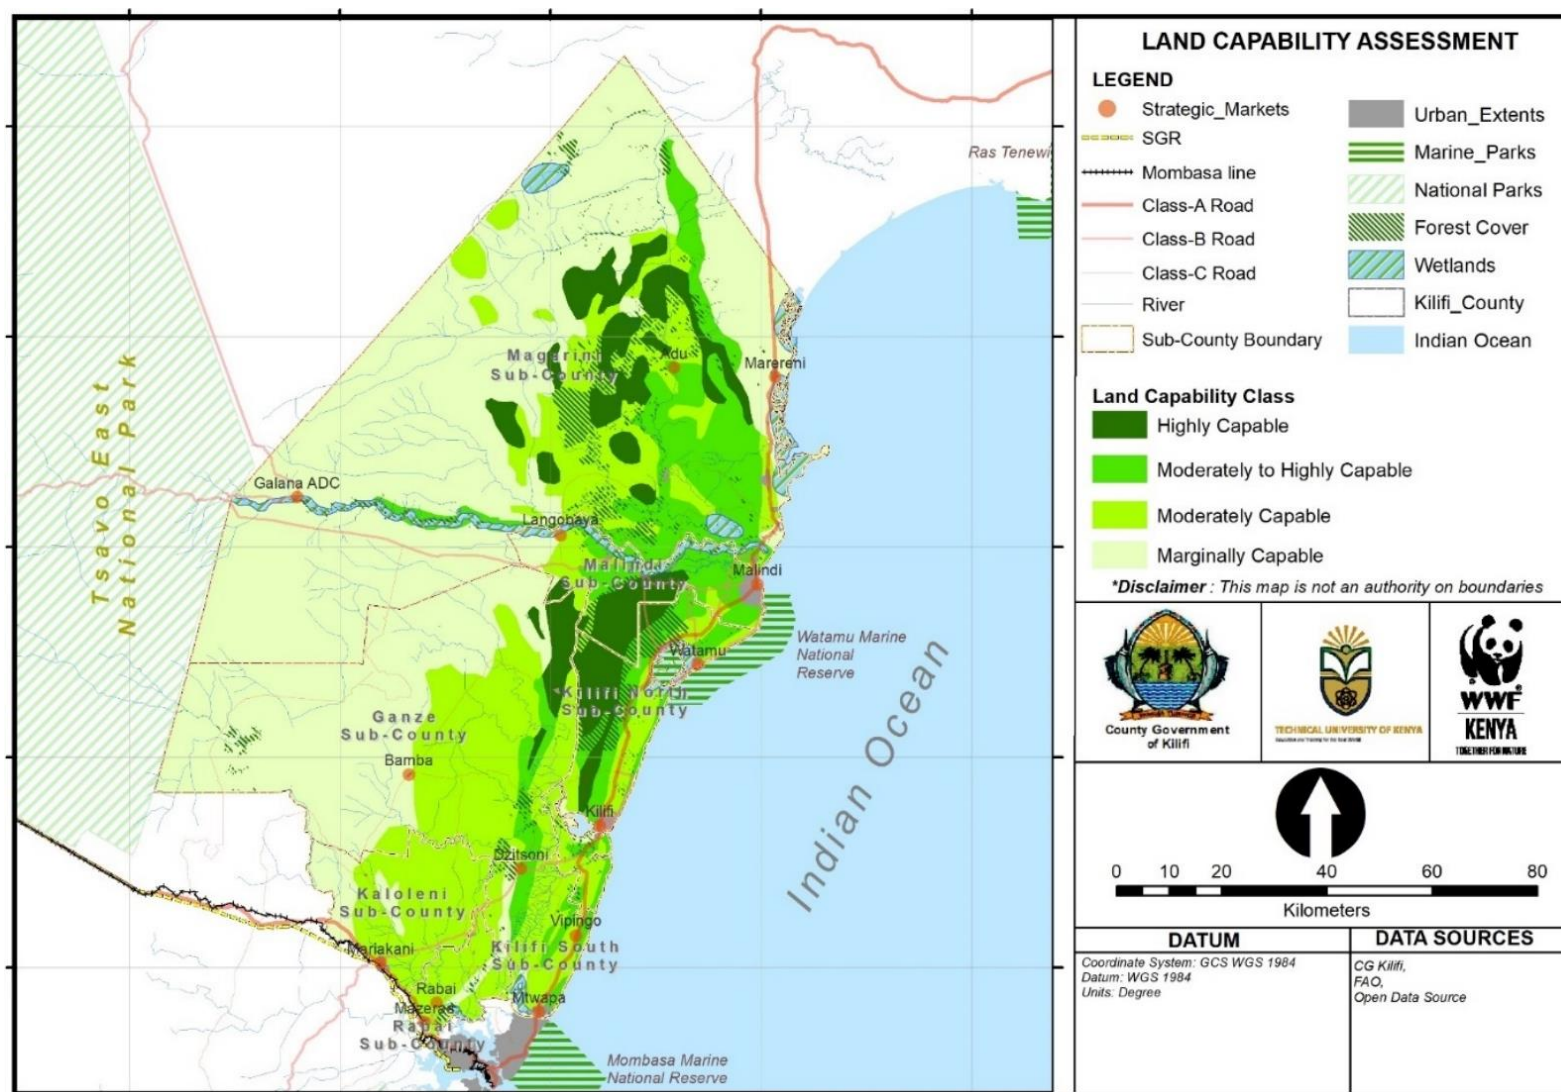 LAND CAPABILITY ASSESSMENT
LEGEND
Strategic_Markets
SGR
Mombasa line
Class-A Road
Class-B Road
Class-C Road
River
Sub-County Boundary
Urban_Extents
Marine_Parks
National Parks
Forest Cover
Wetlands
Kilifi_County
Indian Ocean
Land Capability Class
Highly Capable
Moderately to Highly Capable
Moderately Capable
Marginally Capable
*Disclaimer : This map is not an authority on boundaries
County Government
of Kilifi
TECHNICAL UNIVERSITY OF KENYA
WWF
KENYA
TOGETHER FOR NATURE
0 20 40 60 80
Kilometers
DATUM
Coordinate System: GCS WGS 1984
Datum: WGS 1984
Units: Degree
DATA SOURCES
CG Kilifi,
FAO,
Open Data Source
Ras Tenewi
Tsavo East
National Park
Magarini
Sub-County
Adu
Marereni
Galana ADC
Langobaya
Malindi
Sub-County
Malindi
Watamu
Watamu Marine
National
Reserve
Kilifi North
Sub-County
Ganze
Sub-County
Bamba
Kilifi
Dzitsoni
Kaloleni
Sub-County
Vipingo
Kilifi South
Sub-County
Mariakani
Rabai
Mazeras
Rabai
Sub-County
Mtwapa
Mombasa Marine
National Reserve
Indian Ocean